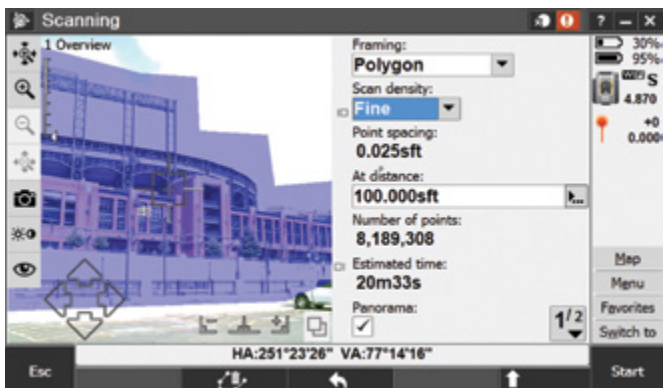 Scanning
? – X
1 Overview
Framing:
Polygon
Scan density:
Fine
Point spacing:
0.025sft
At distance:
100.000sft
Number of points:
8,189,308
Estimated time:
20m33s
Panorama:
1/2
HA:251°23'26" VA:77°14'16"
Esc
30%
95%
S
4.870
+0
0.000
Map
Menu
Favorites
Switch to
Start